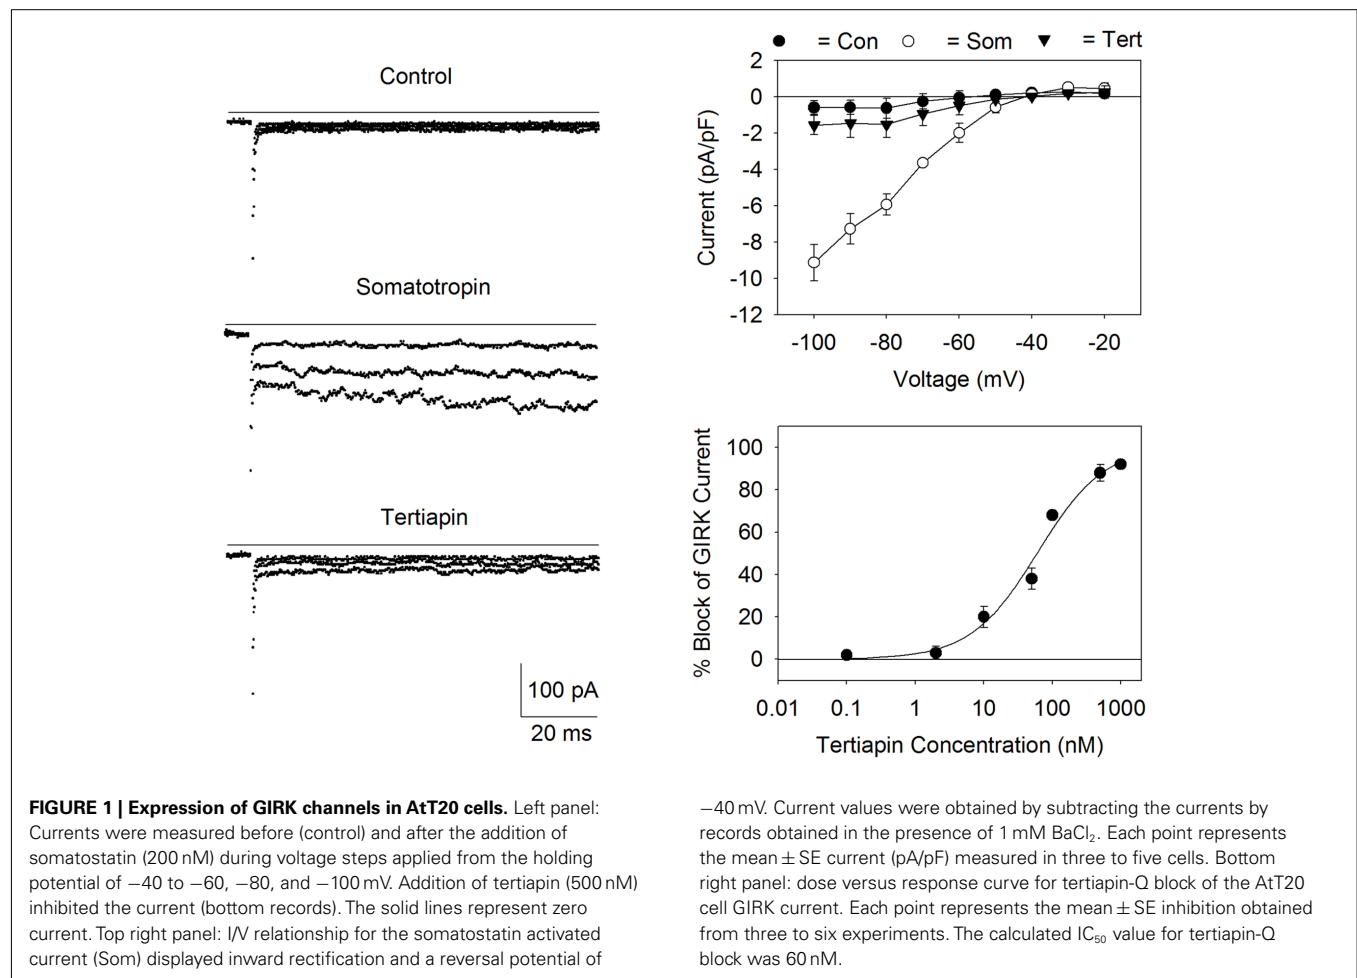 Control
Somatotropin
Tertiapin
100 pA
20 ms
= Con = Som = Tert
2
0
-2
-4
-6
-8
-10
-12
Current (pA/pF)
-100 -80 -60 -40 -20
Voltage (mV)
100
80
60
40
20
0
% Block of GIRK Current
0.01 0.1 1 10 100 1000
Tertiapin Concentration (nM)
FIGURE 1 | Expression of GIRK channels in AtT20 cells. Left panel:
Currents were measured before (control) and after the addition of
somatostatin (200 nM) during voltage steps applied from the holding
potential of −40 to −60, −80, and −100 mV. Addition of tertiapin (500 nM)
inhibited the current (bottom records). The solid lines represent zero
current. Top right panel: I/V relationship for the somatostatin activated
current (Som) displayed inward rectification and a reversal potential of
−40 mV. Current values were obtained by subtracting the currents by
records obtained in the presence of 1 mM BaCl₂. Each point represents
the mean ± SE current (pA/pF) measured in three to five cells. Bottom
right panel: dose versus response curve for tertiapin-Q block of the AtT20
cell GIRK current. Each point represents the mean ± SE inhibition obtained
from three to six experiments. The calculated IC₅₀ value for tertiapin-Q
block was 60 nM.